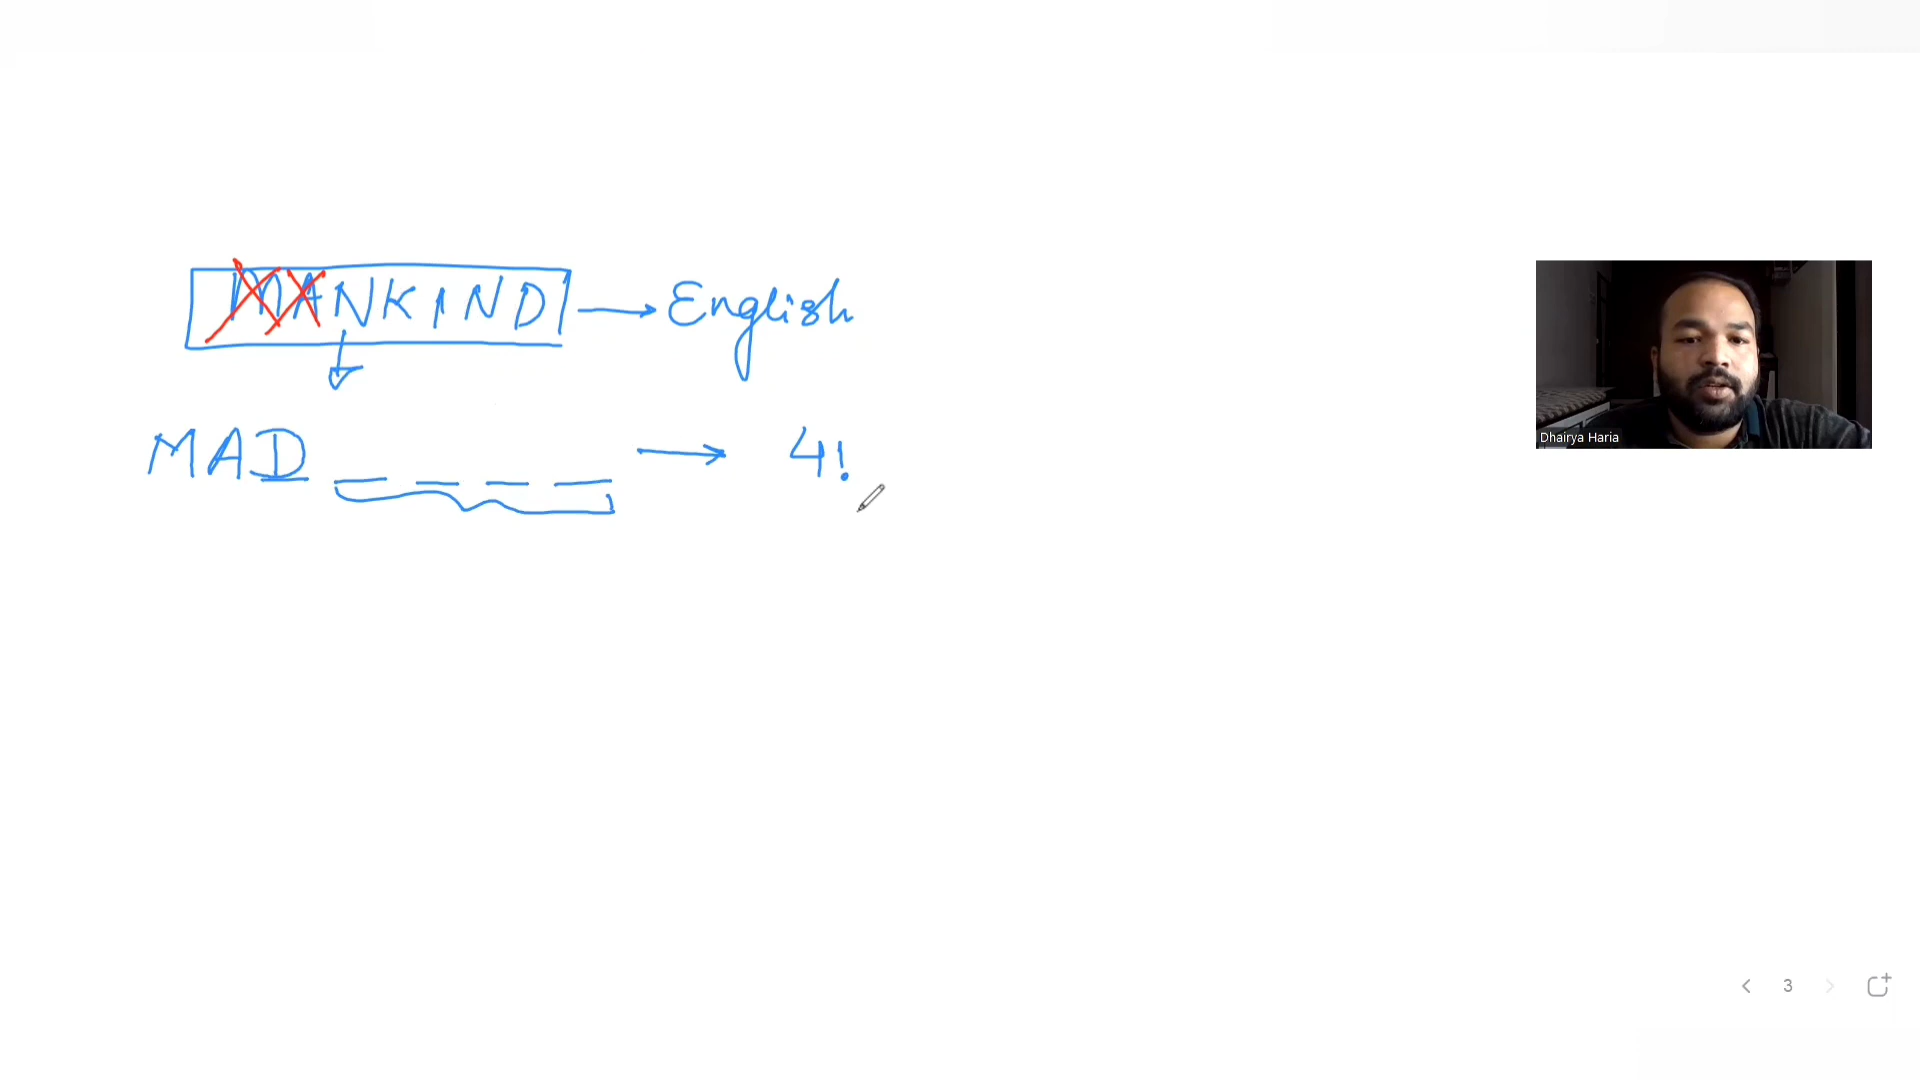 MANKIND → English
MAD _ _ _ _ → 4!
Dhairya Haria
3